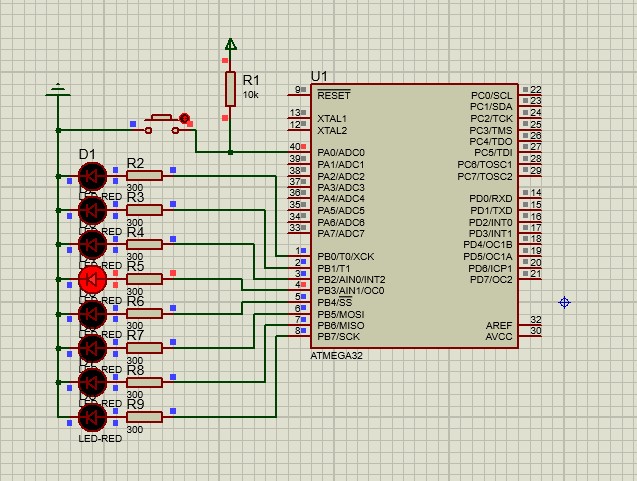 U1
R1
10k
9
RESET
13
XTAL1
12
XTAL2
40
PA0/ADC0
39
PA1/ADC1
38
PA2/ADC2
37
PA3/ADC3
36
PA4/ADC4
35
PA5/ADC5
34
PA6/ADC6
33
PA7/ADC7
1
PB0/T0/XCK
2
PB1/T1
3
PB2/AIN0/INT2
4
PB3/AIN1/OC0
5
PB4/SS
6
PB5/MOSI
7
PB6/MISO
8
PB7/SCK
PC0/SCL
22
PC1/SDA
23
PC2/TCK
24
PC3/TMS
25
PC4/TDO
26
PC5/TDI
27
PC6/TOSC1
28
PC7/TOSC2
29
PD0/RXD
14
PD1/TXD
15
PD2/INT0
16
PD3/INT1
17
PD4/OC1B
18
PD5/OC1A
19
PD6/ICP1
20
PD7/OC2
21
AREF
32
AVCC
30
ATMEGA32
D1
R2
300
LED-RED
R3
300
LED-RED
R4
300
LED-RED
R5
300
LED-RED
R6
300
LED-RED
R7
300
LED-RED
R8
300
LED-RED
R9
300
LED-RED